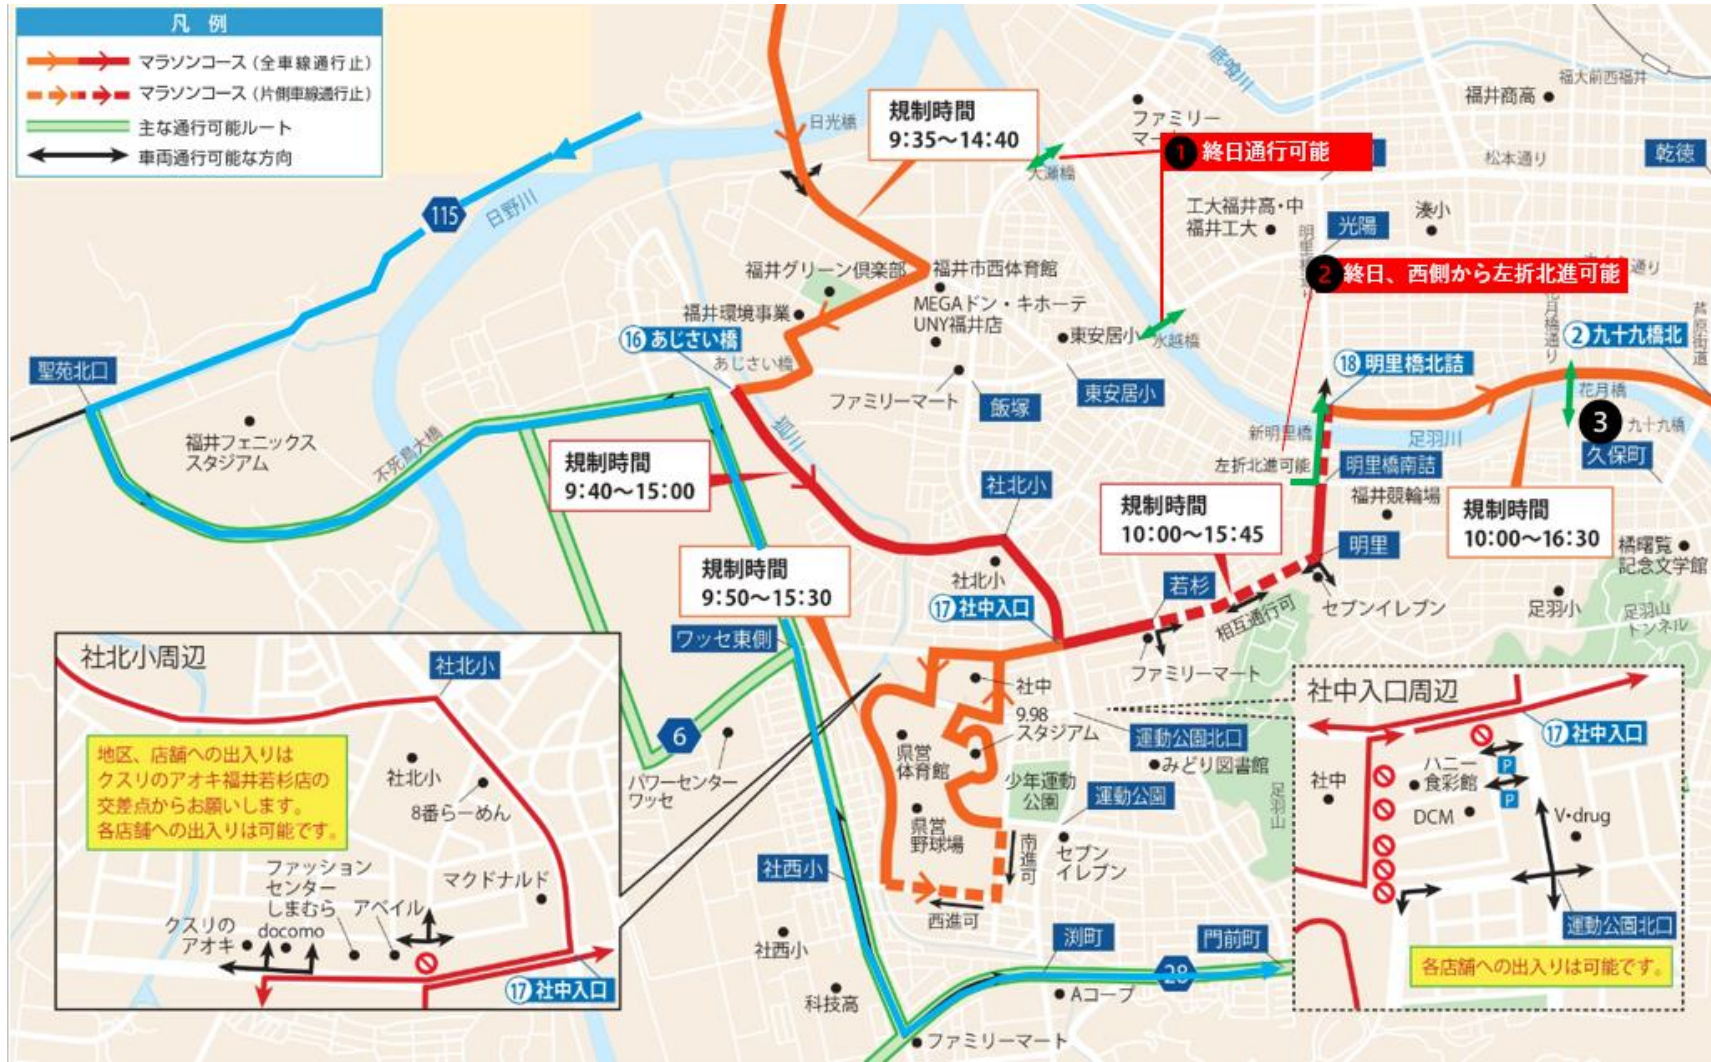 凡 例
マラソンコース (全車線通行止)
マラソンコース (片側車線通行止)
主な通行可能ルート
車両通行可能な方向
底喰川
福大前西福井
福井商高
ファミリー
マート
規制時間
9:35〜14:40
日光橋
1 終日通行可能
松本通り
乾徳
大瀬橋
日野川
115
工大福井高・中
福井工大
湊小
光陽
2 終日、西側から左折北進可能
通り
福井グリーン倶楽部
福井市西体育館
MEGAドン・キホーテ
UNY福井店
福井環境事業
東安居小
水越橋
花月橋通り
芦原街道
② 九十九橋北
⑯ あじさい橋
あじさい橋
⑱ 明里橋北詰
聖苑北口
ファミリーマート
飯塚
東安居小
花月橋
3
九十九橋
久保町
福井フェニックス
スタジアム
不死鳥大橋
狐川
新明里橋
足羽川
左折北進可能
明里橋南詰
福井競輪場
規制時間
9:40〜15:00
社北小
規制時間
10:00〜15:45
規制時間
10:00〜16:30
明里
橘曙覧
記念文学館
規制時間
9:50〜15:30
社北小
若杉
セブンイレブン
足羽小
足羽山
トンネル
⑰ 社中入口
相互通行可
ワッセ東側
ファミリーマート
社中
9.98
スタジアム
運動公園北口
県営
体育館
みどり図書館
6
パワーセンター
ワッセ
少年運動
公園
運動公園
足羽山
県営
野球場
南進可
セブン
イレブン
社西小
西進可
社西小
渕町
門前町
28
科技高
Aコープ
ファミリーマート
社北小周辺
社北小
地区、店舗への出入りは
クスリのアオキ福井若杉店の
交差点からお願いします。
各店舗への出入りは可能です。
社北小
8番らーめん
ファッション
センター
しまむら
アベイル
マクドナルド
クスリの
アオキ
docomo
⑰ 社中入口
社中入口周辺
⑰ 社中入口
社中
ハニー
食彩館
P
P
DCM
V・drug
運動公園北口
各店舗への出入りは可能です。